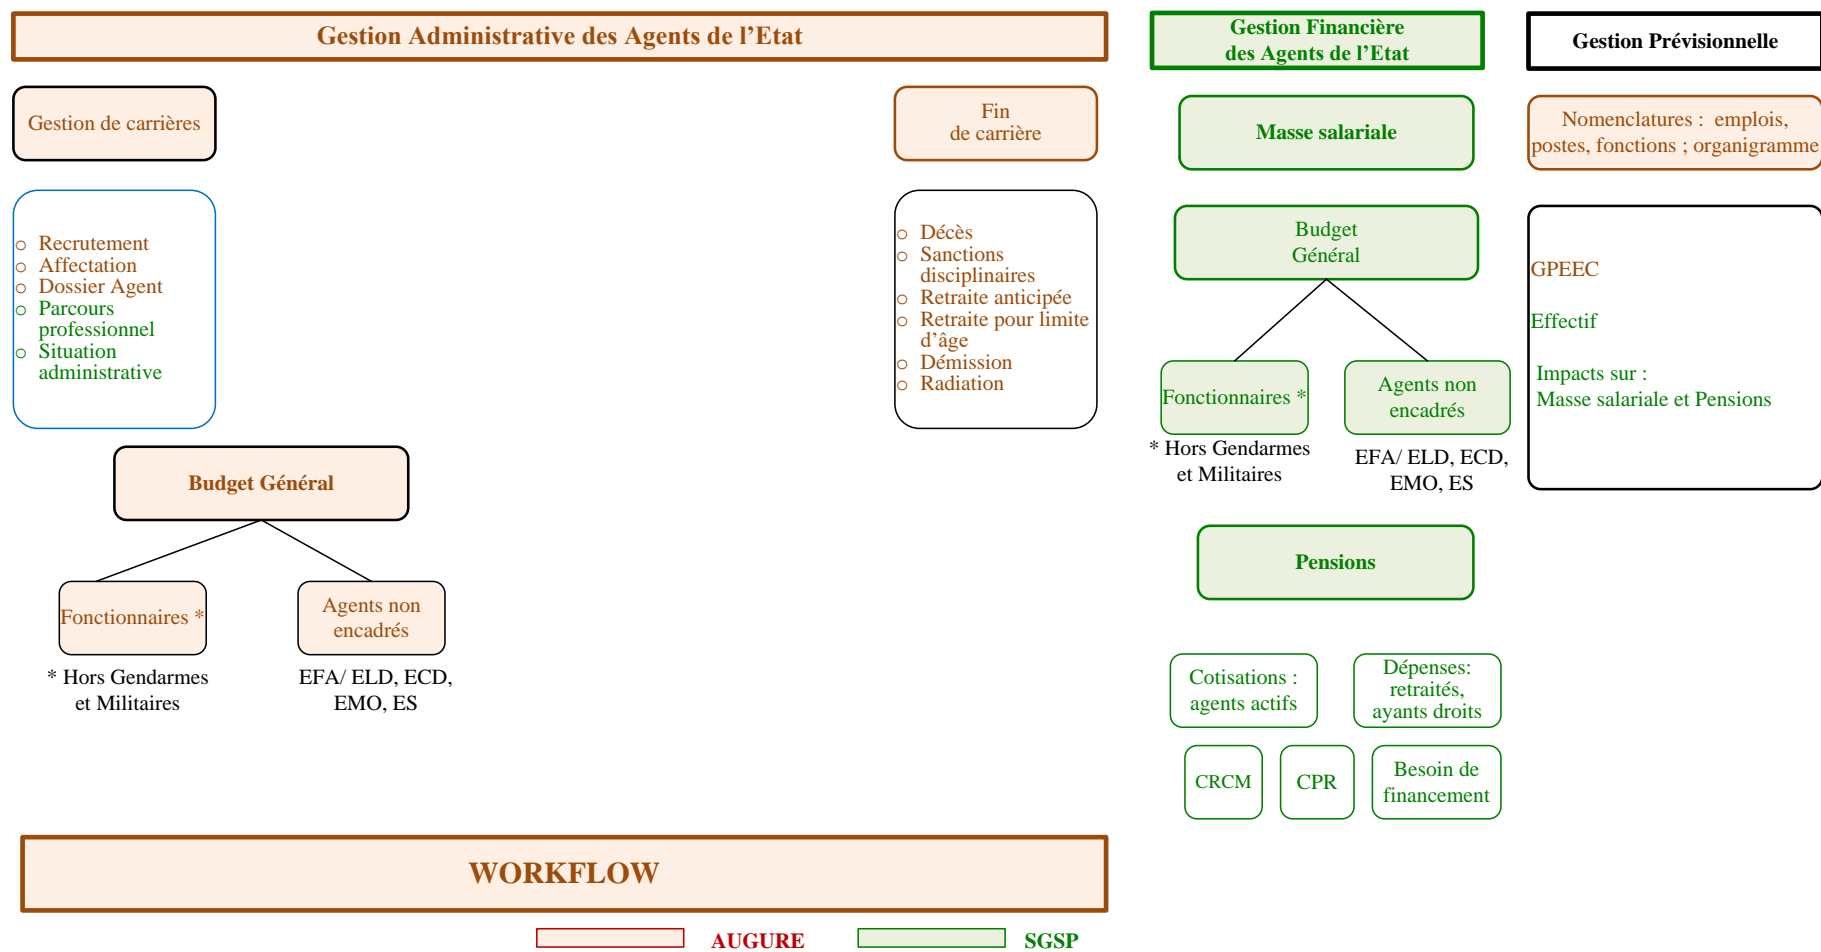 Gestion Administrative des Agents de l’Etat
Gestion de carrières
Fin
de carrière
o Recrutement
o Affectation
o Dossier Agent
o Parcours
professionnel
o Situation
administrative
o Décès
o Sanctions
disciplinaires
o Retraite anticipée
o Retraite pour limite
d’âge
o Démission
o Radiation
Budget Général
Fonctionnaires *
Agents non
encadrés
* Hors Gendarmes
et Militaires
EFA/ ELD, ECD,
EMO, ES
Gestion Financière
des Agents de l’Etat
Masse salariale
Budget
Général
Fonctionnaires *
Agents non
encadrés
* Hors Gendarmes
et Militaires
EFA/ ELD, ECD,
EMO, ES
Pensions
Cotisations :
agents actifs
Dépenses:
retraités,
ayants droits
CRCM
CPR
Besoin de
financement
Gestion Prévisionnelle
Nomenclatures : emplois,
postes, fonctions ; organigramme
GPEEC
Effectif
Impacts sur :
Masse salariale et Pensions
WORKFLOW
AUGURE
SGSP